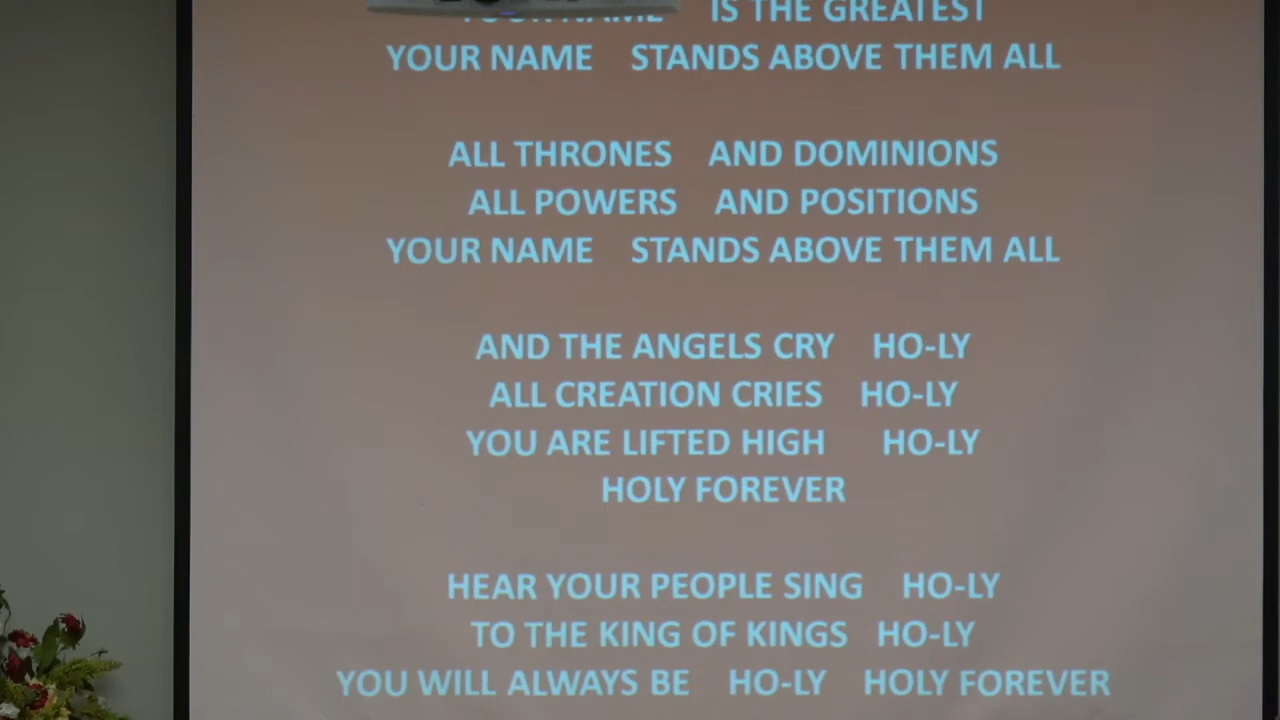 YOUR NAME IS THE GREATEST
YOUR NAME STANDS ABOVE THEM ALL
ALL THRONES AND DOMINIONS
ALL POWERS AND POSITIONS
YOUR NAME STANDS ABOVE THEM ALL
AND THE ANGELS CRY HO-LY
ALL CREATION CRIES HO-LY
YOU ARE LIFTED HIGH HO-LY
HOLY FOREVER
HEAR YOUR PEOPLE SING HO-LY
TO THE KING OF KINGS HO-LY
YOU WILL ALWAYS BE HO-LY HOLY FOREVER